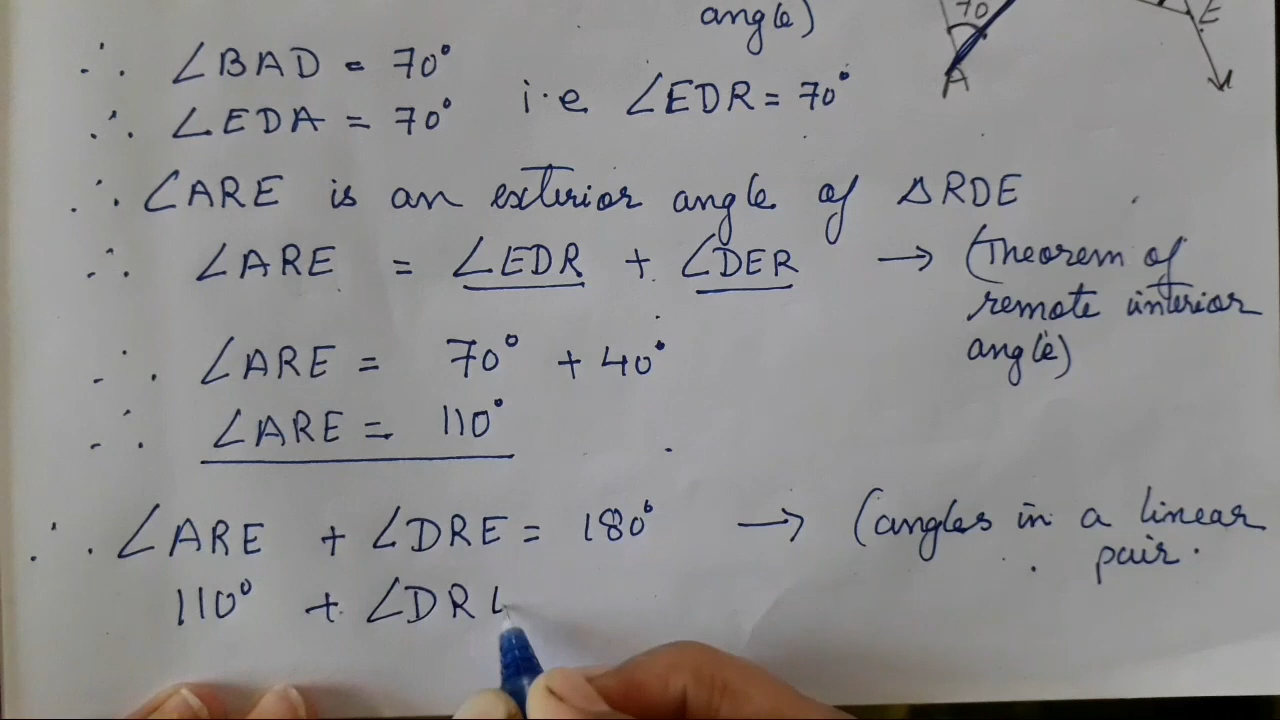 angle)
70
E
A
∴ ∠BAD = 70°
∴ ∠EDA = 70° i.e ∠EDR = 70°
∴ ∠ARE is an exterior angle of △RDE
∴ ∠ARE = ∠EDR + ∠DER → (Theorem of
remote interior
angle)
∴ ∠ARE = 70° + 40°
∴ ∠ARE = 110°
∴ ∠ARE + ∠DRE = 180° → (angles in a linear
pair.
110° + ∠DR